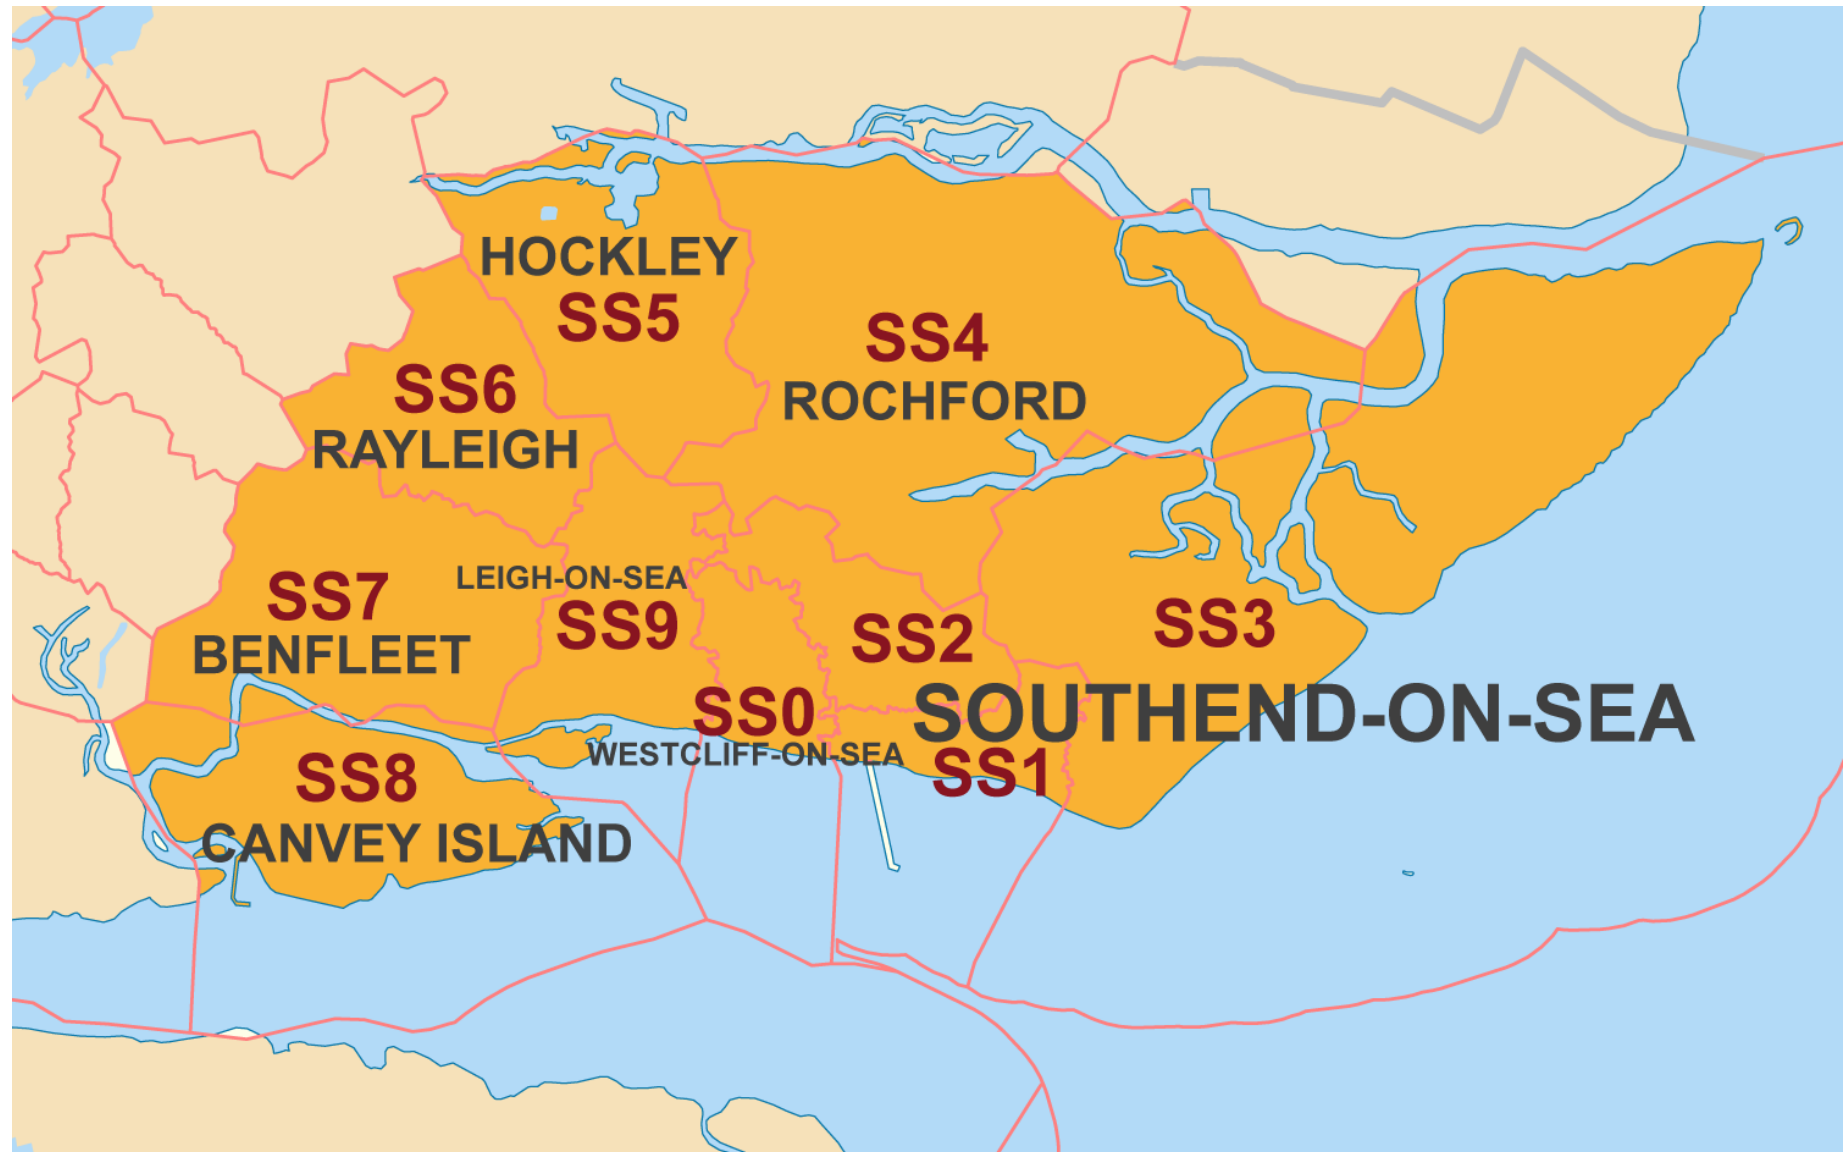 HOCKLEY
SS5
SS4
ROCHFORD
SS6
RAYLEIGH
SS7
BENFLEET
LEIGH-ON-SEA
SS9
SS2
SS3
SS0
WESTCLIFF-ON-SEA
SOUTHEND-ON-SEA
SS1
SS8
CANVEY ISLAND